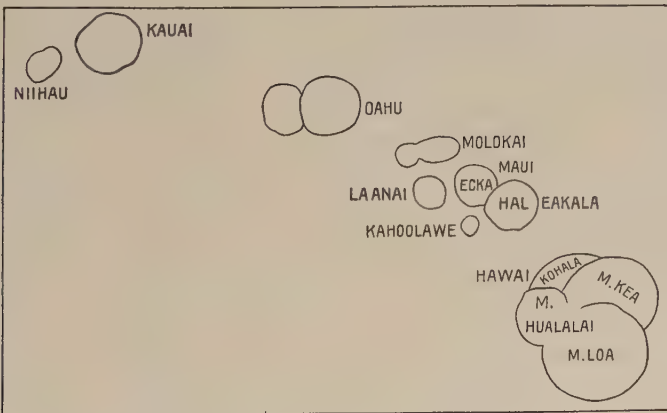 KAUAI
NIIHAU
OAHU
MOLOKAI
MAUI
LAANAI
ECKA
HAL EAKALA
KAHOOLAWE
HAWAI
KOHALA
M. KEA
M.
HUALALAI
M. LOA